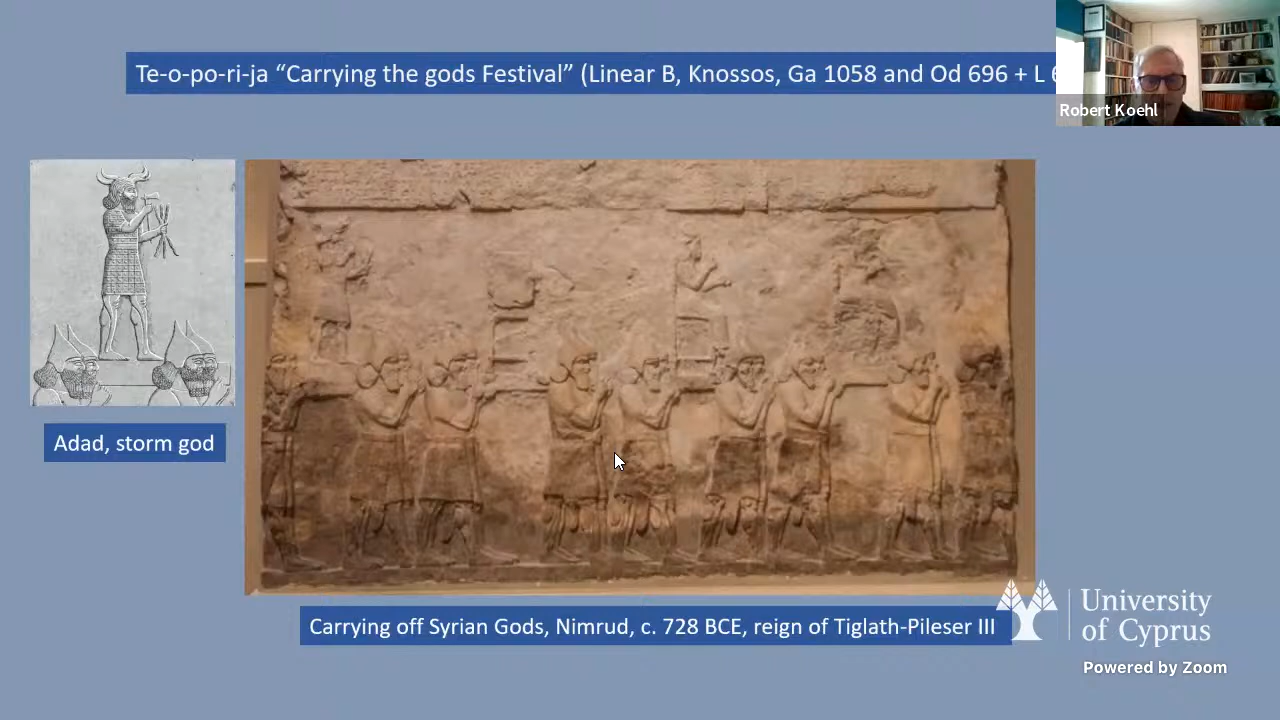 Te-o-po-ri-ja “Carrying the gods Festival” (Linear B, Knossos, Ga 1058 and Od 696 + L
Robert Koehl
Adad, storm god
Carrying off Syrian Gods, Nimrud, c. 728 BCE, reign of Tiglath-Pileser III
University
of Cyprus
Powered by Zoom